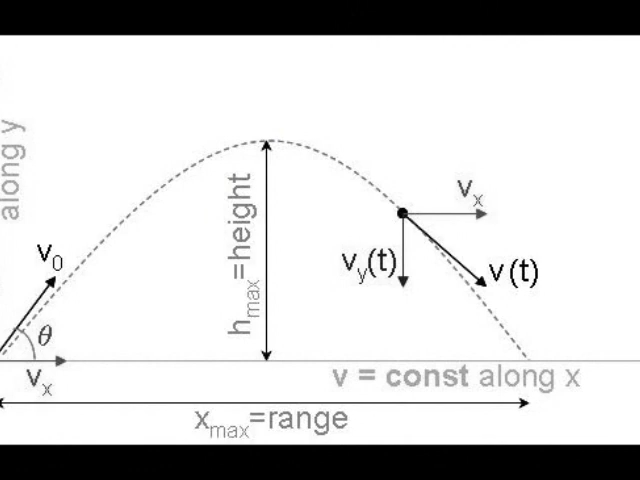 along y
v₀
θ
vₓ
hmax=height
vₓ
vy(t)
v(t)
v = const along x
xmax=range